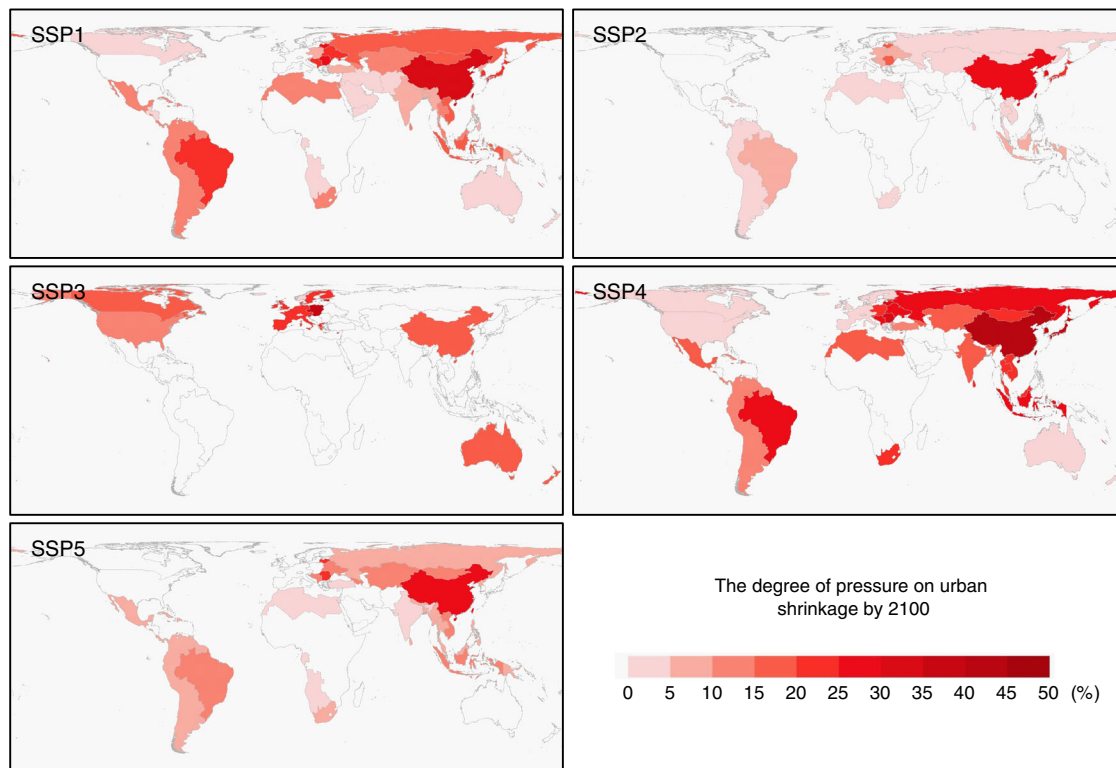 SSP1
SSP2
SSP3
SSP4
SSP5
The degree of pressure on urban
shrinkage by 2100
0 5 10 15 20 25 30 35 40 45 50 (%)